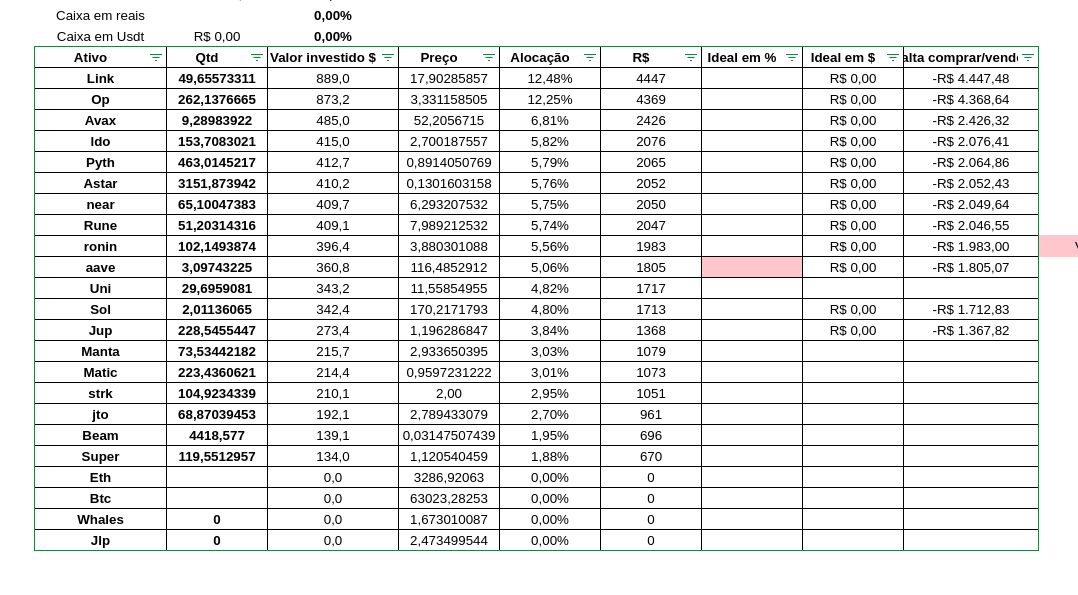 Caixa em reais 0,00%
Caixa em Usdt R$ 0,00 0,00%
Ativo Qtd Valor investido $ Preço Alocação R$ Ideal em % Ideal em $ alta comprar/vend
Link 49,65573311 889,0 17,90285857 12,48% 4447 R$ 0,00 -R$ 4.447,48
Op 262,1376665 873,2 3,331158505 12,25% 4369 R$ 0,00 -R$ 4.368,64
Avax 9,28983922 485,0 52,2056715 6,81% 2426 R$ 0,00 -R$ 2.426,32
ldo 153,7083021 415,0 2,700187557 5,82% 2076 R$ 0,00 -R$ 2.076,41
Pyth 463,0145217 412,7 0,8914050769 5,79% 2065 R$ 0,00 -R$ 2.064,86
Astar 3151,873942 410,2 0,1301603158 5,76% 2052 R$ 0,00 -R$ 2.052,43
near 65,10047383 409,7 6,293207532 5,75% 2050 R$ 0,00 -R$ 2.049,64
Rune 51,20314316 409,1 7,989212532 5,74% 2047 R$ 0,00 -R$ 2.046,55
ronin 102,1493874 396,4 3,880301088 5,56% 1983 R$ 0,00 -R$ 1.983,00
aave 3,09743225 360,8 116,4852912 5,06% 1805 R$ 0,00 -R$ 1.805,07
Uni 29,6959081 343,2 11,55854955 4,82% 1717
Sol 2,01136065 342,4 170,2171793 4,80% 1713 R$ 0,00 -R$ 1.712,83
Jup 228,5455447 273,4 1,196286847 3,84% 1368 R$ 0,00 -R$ 1.367,82
Manta 73,53442182 215,7 2,933650395 3,03% 1079
Matic 223,4360621 214,4 0,9597231222 3,01% 1073
strk 104,9234339 210,1 2,00 2,95% 1051
jto 68,87039453 192,1 2,789433079 2,70% 961
Beam 4418,577 139,1 0,03147507439 1,95% 696
Super 119,5512957 134,0 1,120540459 1,88% 670
Eth 0,0 3286,92063 0,00% 0
Btc 0,0 63023,28253 0,00% 0
Whales 0 0,0 1,673010087 0,00% 0
Jlp 0 0,0 2,473499544 0,00% 0